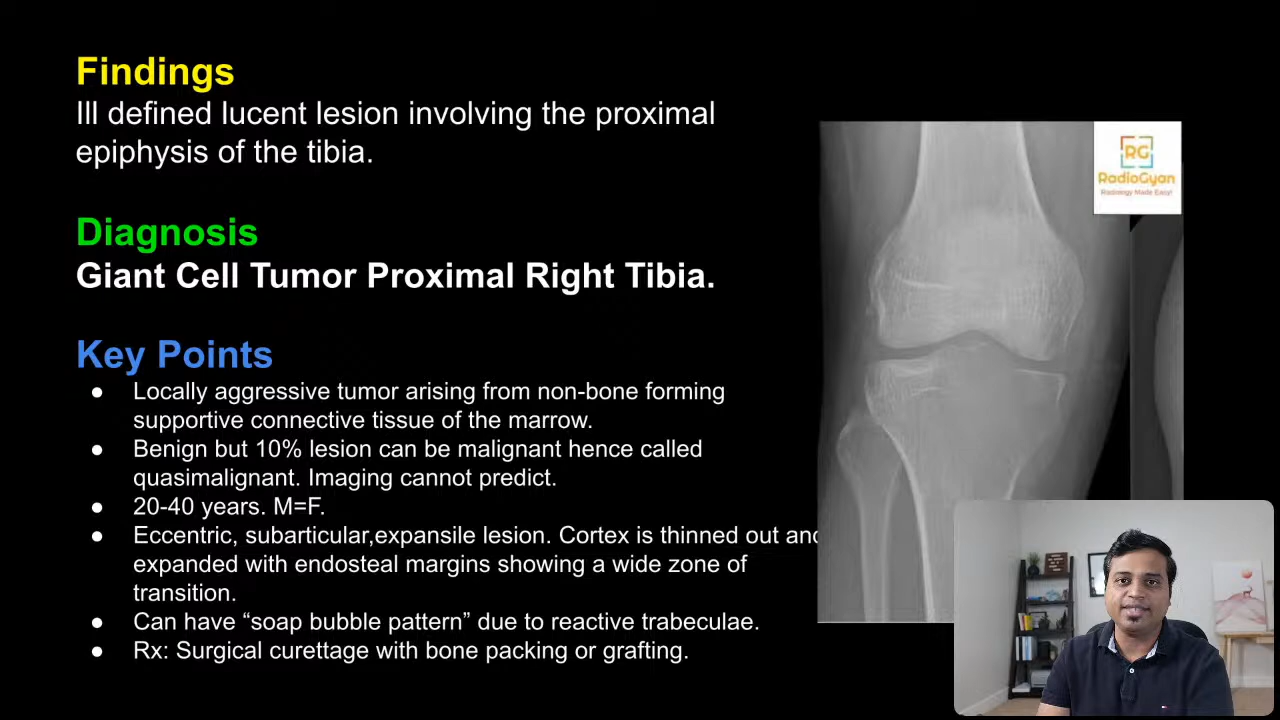 Findings
Ill defined lucent lesion involving the proximal
epiphysis of the tibia.
Diagnosis
Giant Cell Tumor Proximal Right Tibia.
Key Points
● Locally aggressive tumor arising from non-bone forming
supportive connective tissue of the marrow.
● Benign but 10% lesion can be malignant hence called
quasimalignant. Imaging cannot predict.
● 20-40 years. M=F.
● Eccentric, subarticular,expansile lesion. Cortex is thinned out and
expanded with endosteal margins showing a wide zone of
transition.
● Can have “soap bubble pattern” due to reactive trabeculae.
● Rx: Surgical curettage with bone packing or grafting.
RG
RadioGyan
Radiology Made Easy!